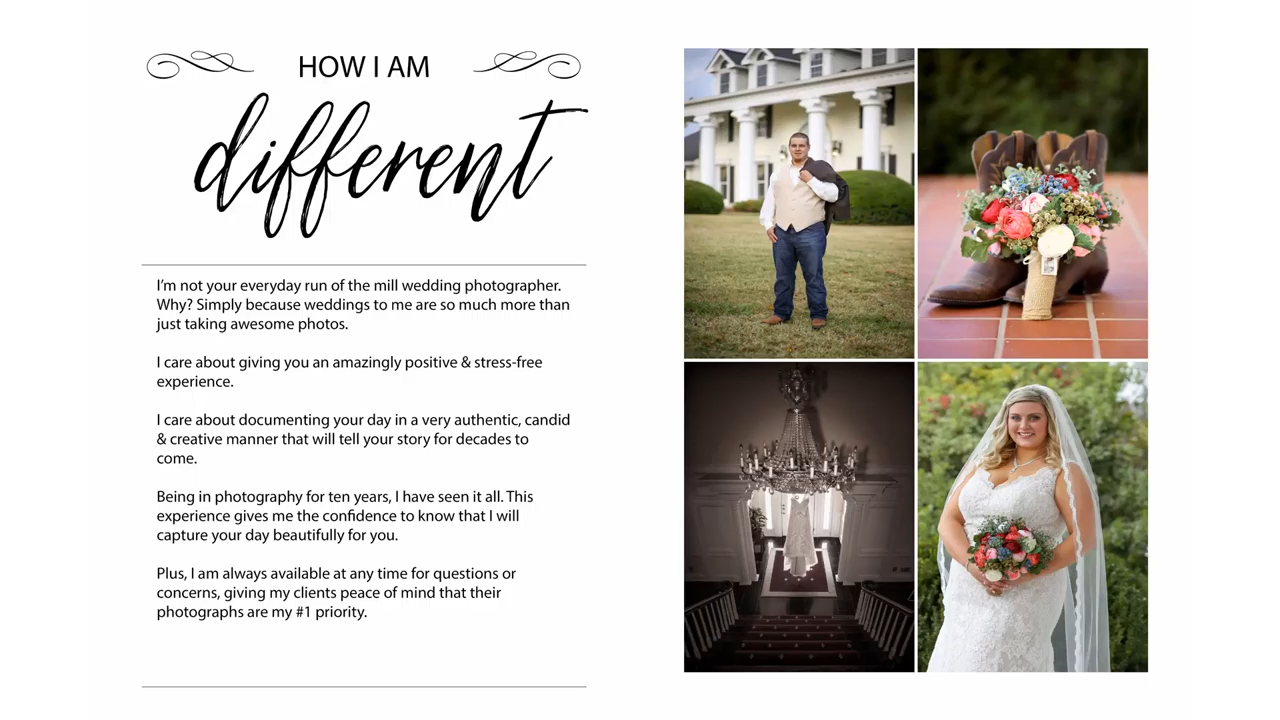 HOW I AM
different
I'm not your everyday run of the mill wedding photographer.
Why? Simply because weddings to me are so much more than
just taking awesome photos.
I care about giving you an amazingly positive & stress-free
experience.
I care about documenting your day in a very authentic, candid
& creative manner that will tell your story for decades to
come.
Being in photography for ten years, I have seen it all. This
experience gives me the confidence to know that I will
capture your day beautifully for you.
Plus, I am always available at any time for questions or
concerns, giving my clients peace of mind that their
photographs are my #1 priority.